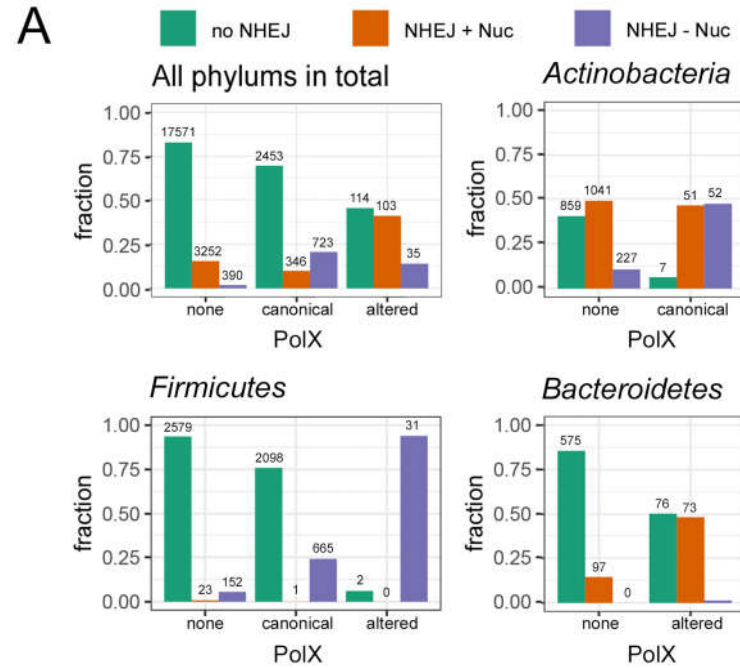 A
no NHEJ NHEJ + Nuc NHEJ - Nuc
All phylums in total
1.00
0.75
0.50
0.25
0.00
fraction
17571
3252
390
2453
346
723
114
103
35
none canonical altered
PolX
Actinobacteria
1.00
0.75
0.50
0.25
0.00
fraction
859
1041
227
7
51
52
none canonical
PolX
Firmicutes
1.00
0.75
0.50
0.25
0.00
fraction
2579
23
152
2098
1
665
2
0
31
none canonical altered
PolX
Bacteroidetes
1.00
0.75
0.50
0.25
0.00
fraction
575
97
0
76
73
none altered
PolX